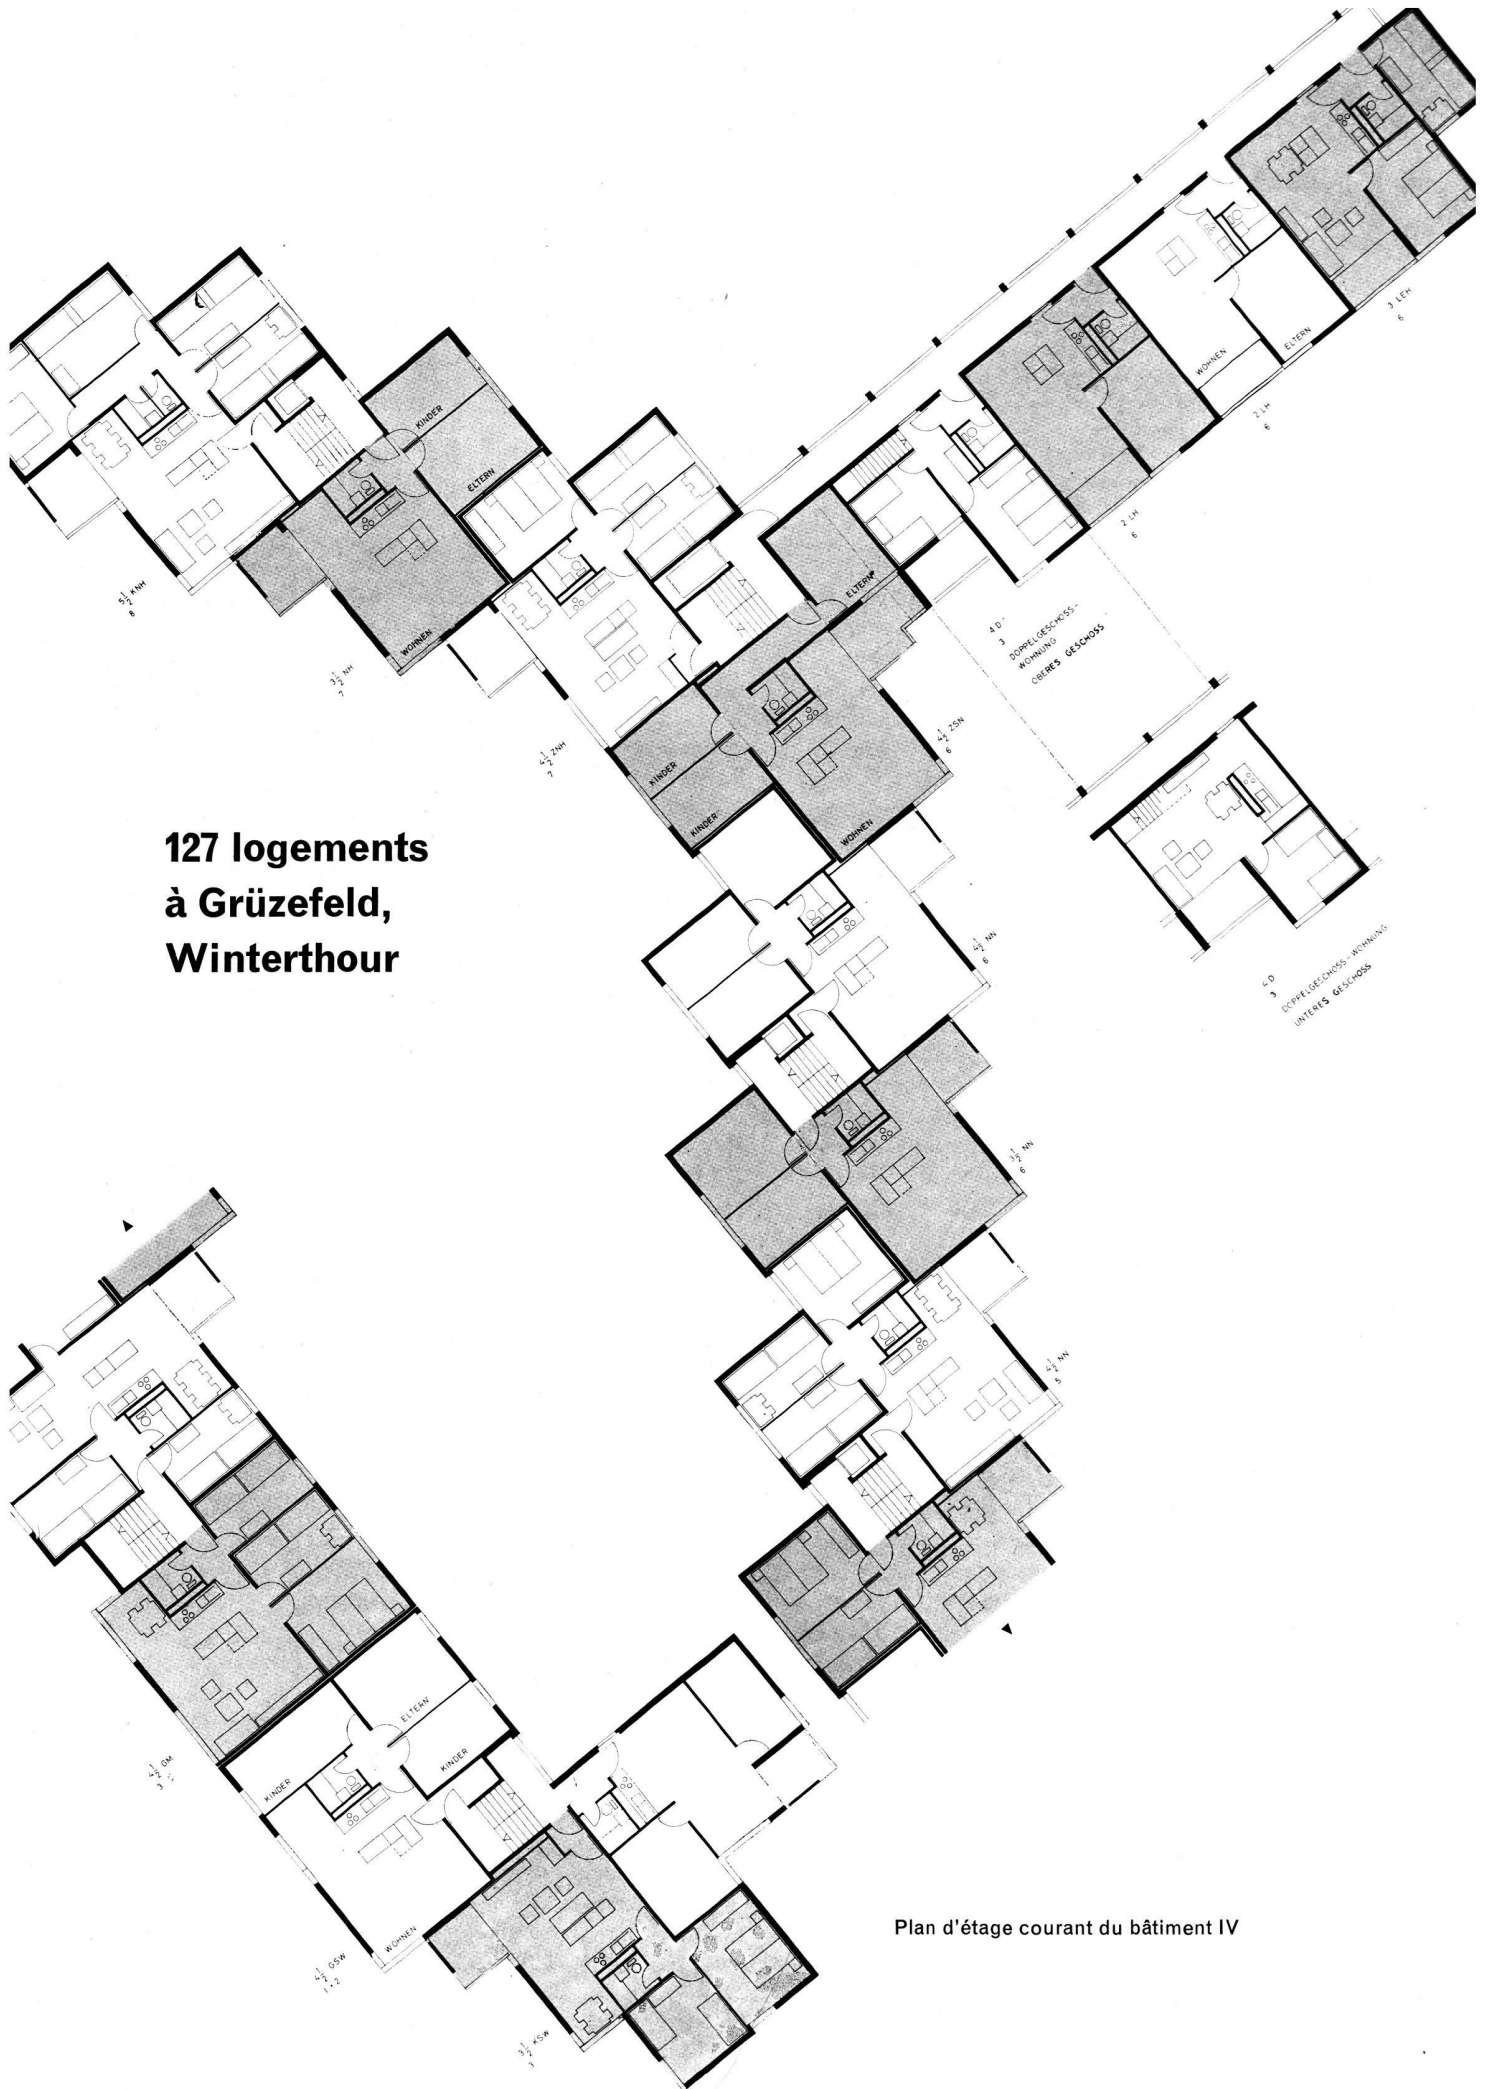 KINDER
ELTERN
WOHNEN
5½ KNH
8
3½ NH
7
4½ ZNH
7
ELTERN
KINDER
KINDER
WOHNEN
4½ ZSN
6
WOHNEN
ELTERN
3 LEH
6
2 LH
6
2 LH
6
4 D
3
DOPPELGESCHOSS-
WOHNUNG
OBERES GESCHOSS
4 D
3
DOPPELGESCHOSS-WOHNUNG
UNTERES GESCHOSS
127 logements
à Grüzefeld,
Winterthour
4½ NN
6
3½ NN
6
4½ NN
5
4½ GM
3
ELTERN
KINDER
KINDER
WOHNEN
4½ GSW
1+2
3½ KSW
3
Plan d'étage courant du bâtiment IV